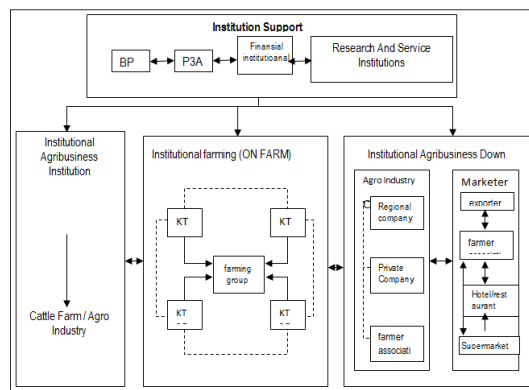 Institution Support
BP
P3A
Finansial
institutioanal
Research And Service
Institutions
Institutional
Agribusiness
Institution
Cattle Farm / Agro
Industry
Institutional farming (ON FARM)
KT
KT
farming
group
KT
KT
Institutional Agribusiness Down
Agro Industry
C
Regional
company
Private
Company
farmer
associati
Marketer
exporter
farmer
Hotel/rest
aurant
Supermarket